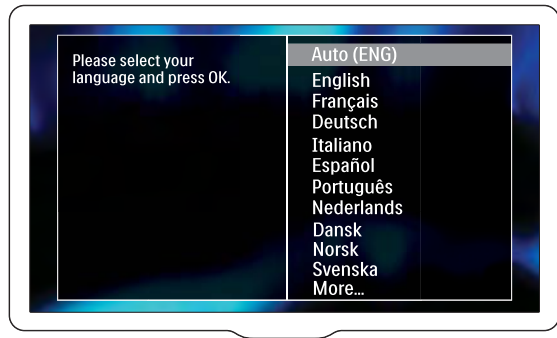 Please select your
language and press OK.
Auto (ENG)
English
Français
Deutsch
Italiano
Español
Português
Nederlands
Dansk
Norsk
Svenska
More...